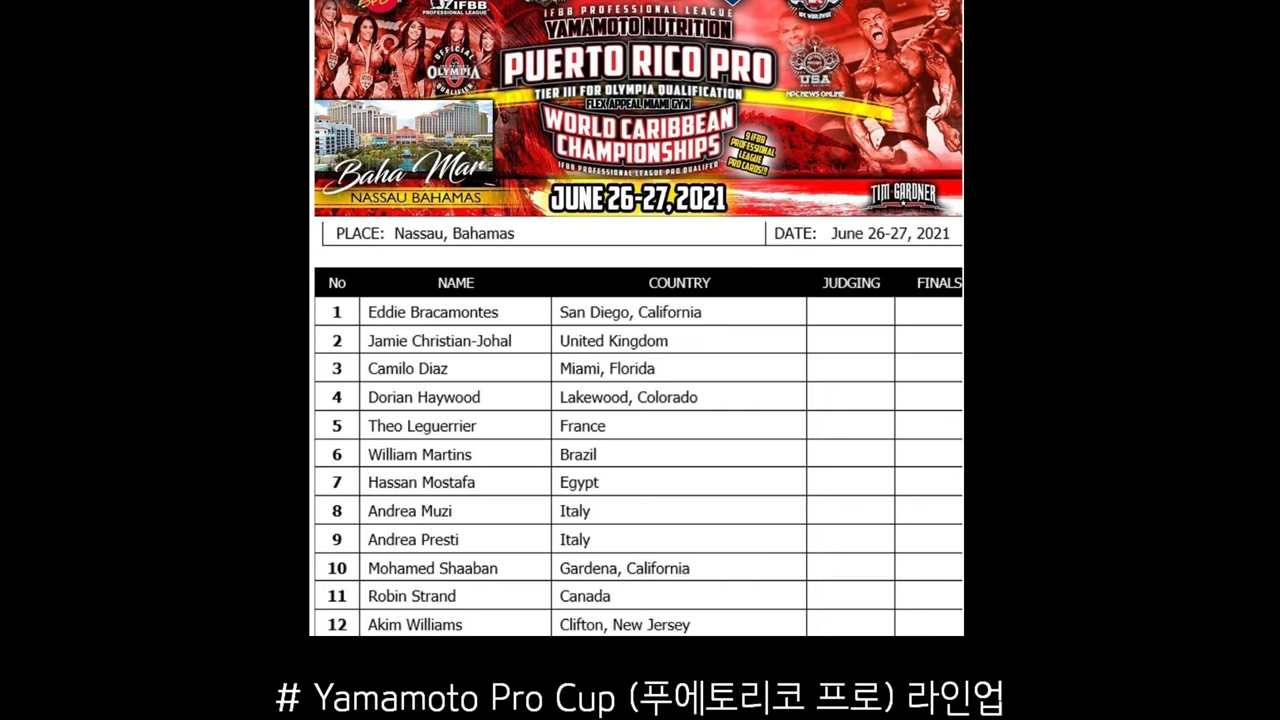 IFBB
PROFESSIONAL LEAGUE
IFBB PROFESSIONAL LEAGUE
YAMAMOTO NUTRITION
PUERTO RICO PRO
TIER III FOR OLYMPIA QUALIFICATION
FLEX APPEAL MIAMI GYM
WORLD CARIBBEAN
CHAMPIONSHIPS
IFBB PROFESSIONAL LEAGUE PRO QUALIFER
OFFICIAL
OLYMPIA
QUALIFIER
NPC WORLDWIDE
USA
NPC NEWS ONLINE
9 IFBB
PROFESSIONAL
LEAGUE
PRO CARDS!!!
Baha Mar
NASSAU BAHAMAS
JUNE 26-27, 2021
TIM GARDNER
PLACE: Nassau, Bahamas DATE: June 26-27, 2021
No NAME COUNTRY JUDGING FINALS
1 Eddie Bracamontes San Diego, California
2 Jamie Christian-Johal United Kingdom
3 Camilo Diaz Miami, Florida
4 Dorian Haywood Lakewood, Colorado
5 Theo Leguerrier France
6 William Martins Brazil
7 Hassan Mostafa Egypt
8 Andrea Muzi Italy
9 Andrea Presti Italy
10 Mohamed Shaaban Gardena, California
11 Robin Strand Canada
12 Akim Williams Clifton, New Jersey
# Yamamoto Pro Cup (푸에토리코 프로) 라인업